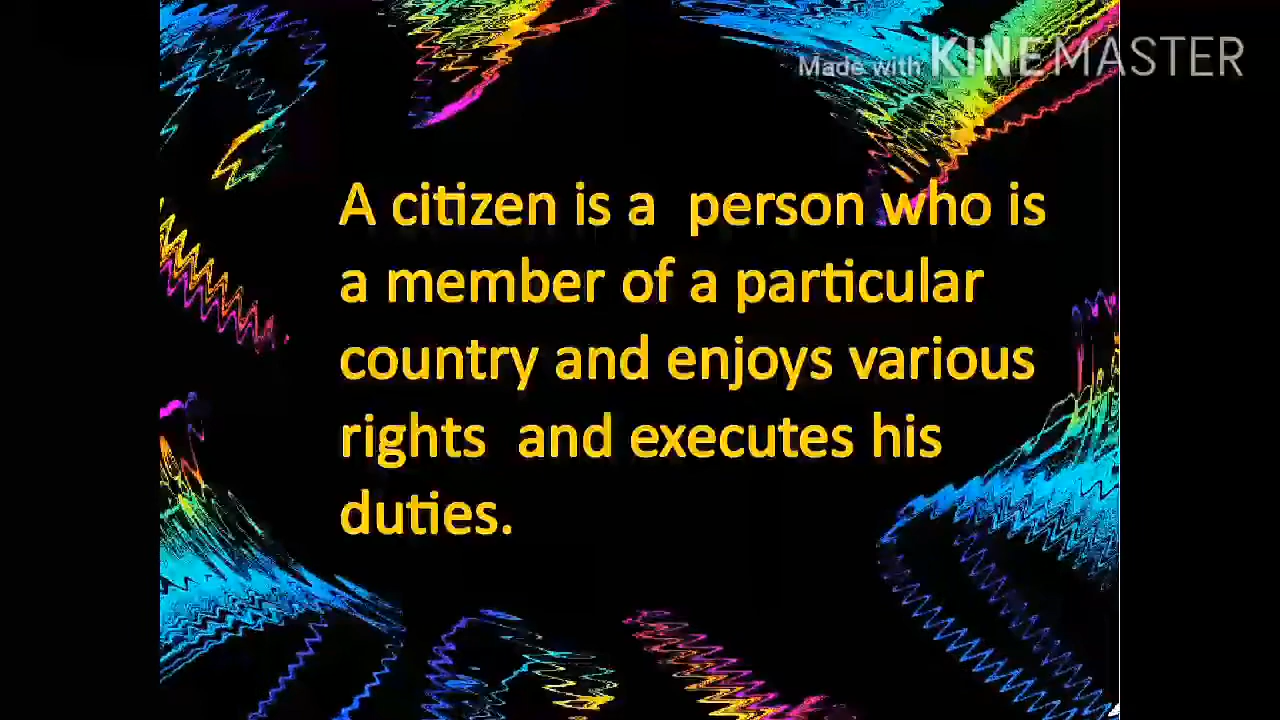 Made with KINEMASTER
A citizen is a person who is
a member of a particular
country and enjoys various
rights and executes his
duties.